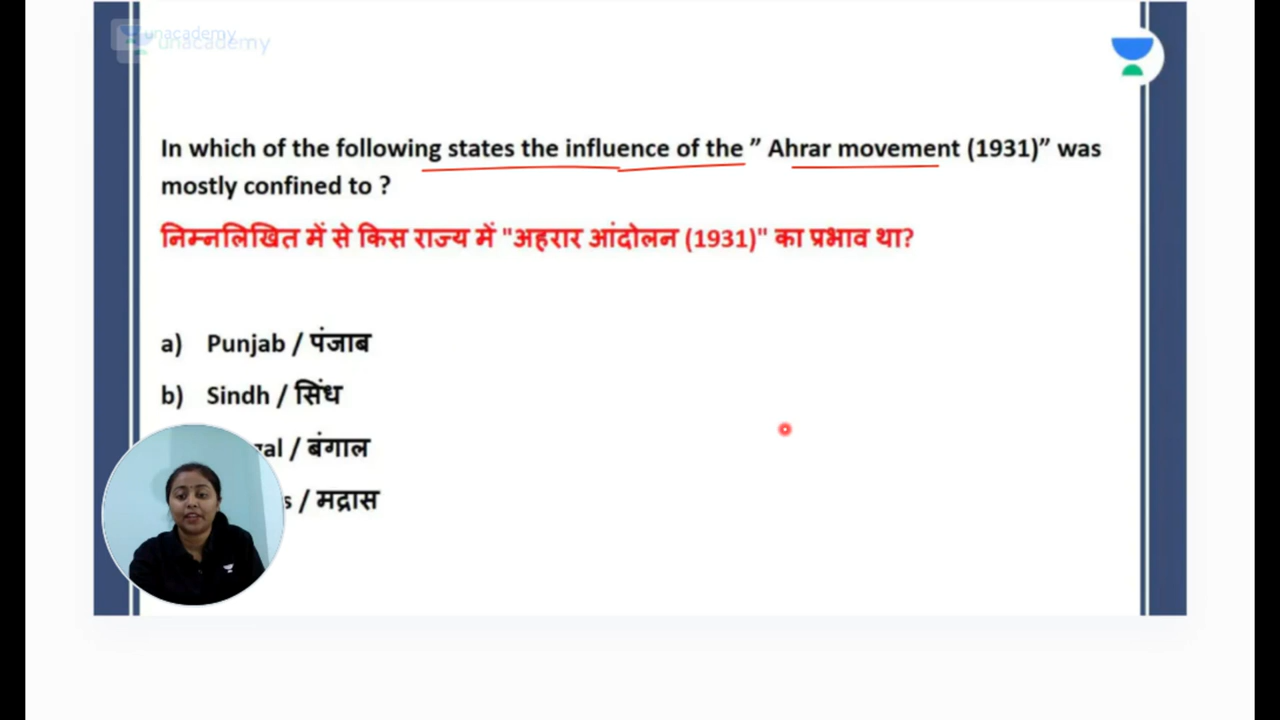 unacademy
unacademy
In which of the following states the influence of the ” Ahrar movement (1931)” was
mostly confined to ?
निम्नलिखित में से किस राज्य में "अहरार आंदोलन (1931)" का प्रभाव था?
a) Punjab / पंजाब
b) Sindh / सिंध
/ बंगाल
/ मद्रास